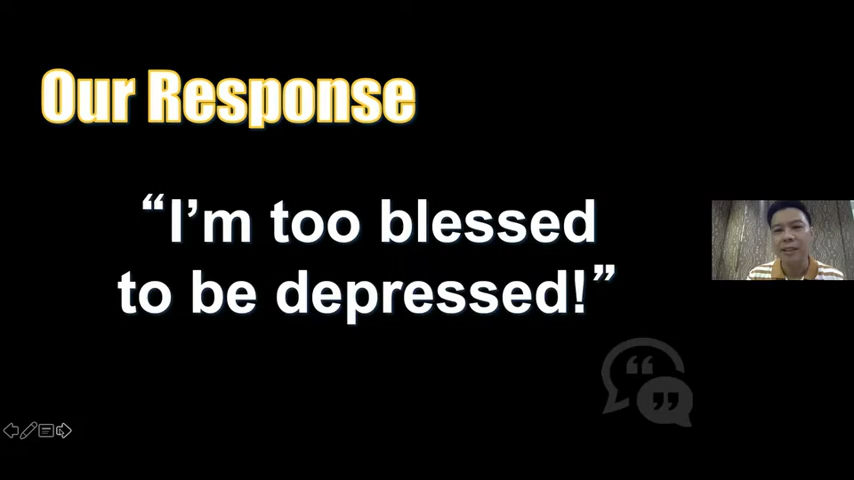 Our Response
“I’m too blessed
to be depressed!”